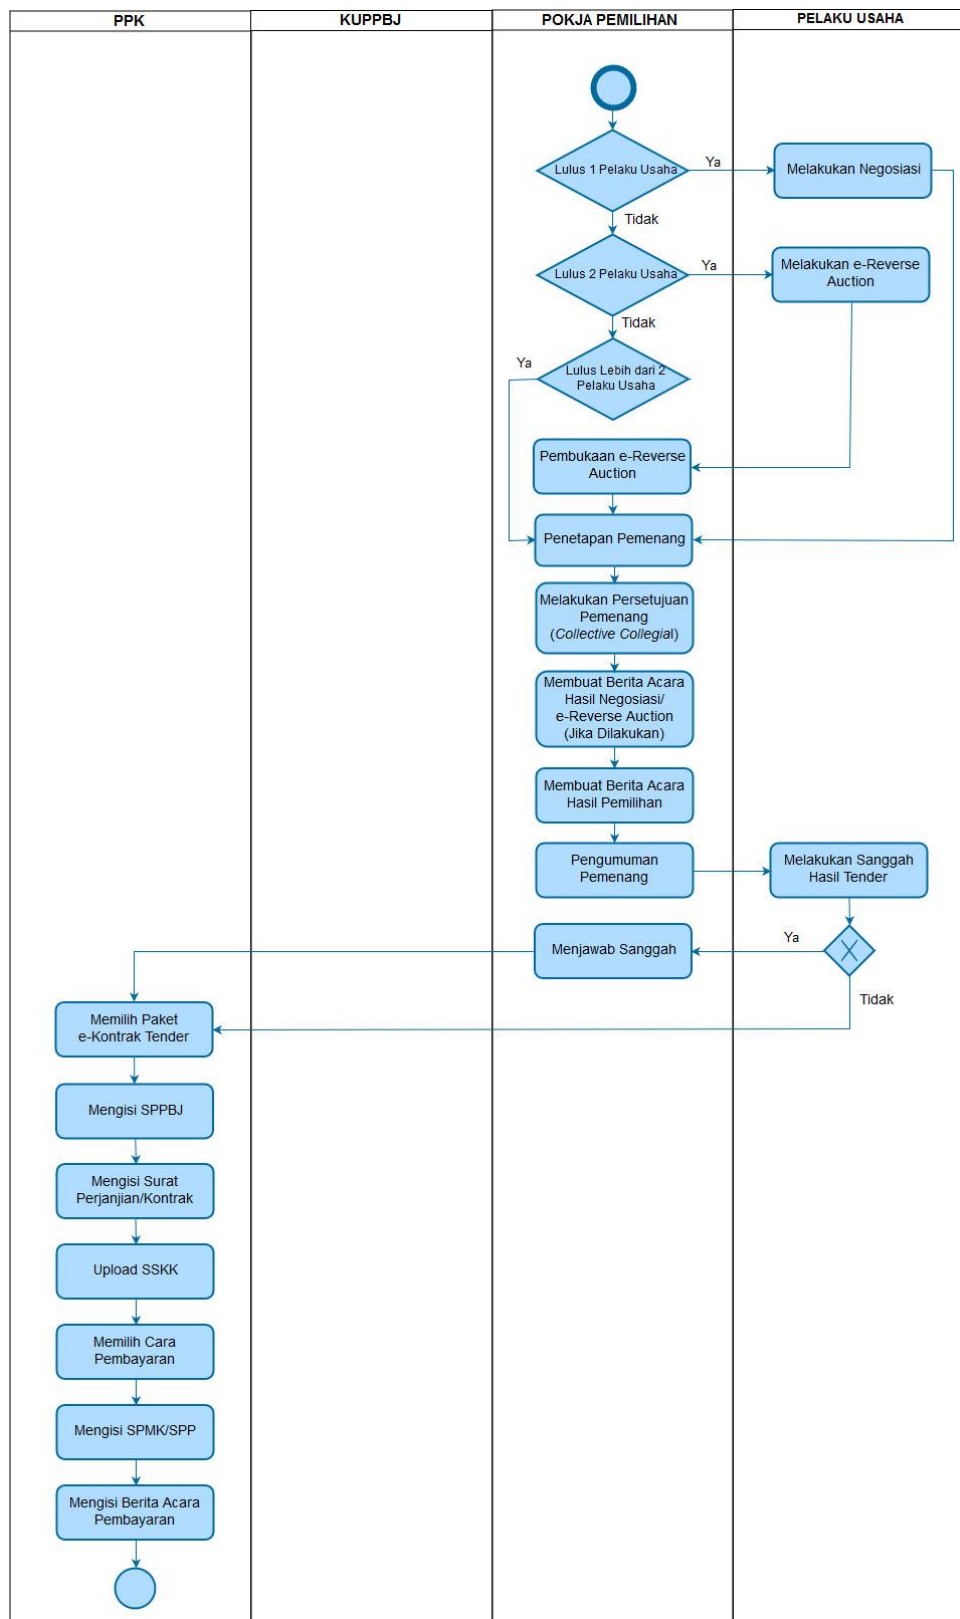 PPK
KUPPBJ
POKJA PEMILIHAN
PELAKU USAHA
Lulus 1 Pelaku Usaha
Ya
Melakukan Negosiasi
Tidak
Lulus 2 Pelaku Usaha
Ya
Melakukan e-Reverse
Auction
Tidak
Ya
Lulus Lebih dari 2
Pelaku Usaha
Pembukaan e-Reverse
Auction
Penetapan Pemenang
Melakukan Persetujuan
Pemenang
(Collective Collegial)
Membuat Berita Acara
Hasil Negosiasi/
e-Reverse Auction
(Jika Dilakukan)
Membuat Berita Acara
Hasil Pemilihan
Pengumuman
Pemenang
Melakukan Sanggah
Hasil Tender
Ya
Menjawab Sanggah
Tidak
Memilih Paket
e-Kontrak Tender
Mengisi SPPBJ
Mengisi Surat
Perjanjian/Kontrak
Upload SSKK
Memilih Cara
Pembayaran
Mengisi SPMK/SPP
Mengisi Berita Acara
Pembayaran